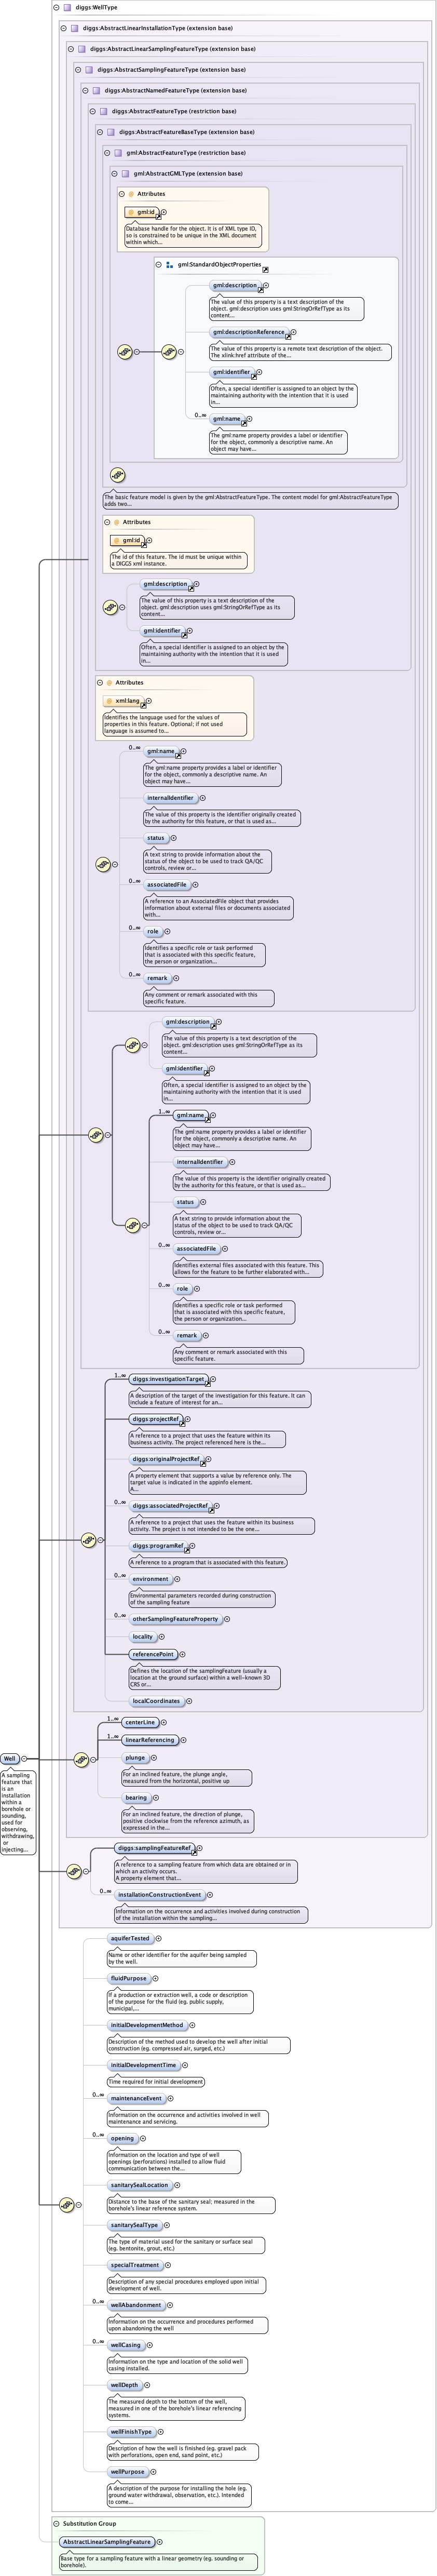 diggs:WellType
diggs:AbstractLinearInstallationType (extension base)
diggs:AbstractLinearSamplingFeatureType (extension base)
diggs:AbstractSamplingFeatureType (extension base)
diggs:AbstractNamedFeatureType (extension base)
diggs:AbstractFeatureType (restriction base)
diggs:AbstractFeatureBaseType (extension base)
gml:AbstractFeatureType (restriction base)
gml:AbstractGMLType (extension base)
Attributes
gml:id
Database handle for the object. It is of XML type ID,
so is constrained to be unique in the XML document
within which...
gml:StandardObjectProperties
gml:description
The value of this property is a text description of the
object. gml:description uses gml:StringOrRefType as its
content...
gml:descriptionReference
The value of this property is a remote text description of the object.
The xlink:href attribute of the...
gml:identifier
Often, a special identifier is assigned to an object by the
maintaining authority with the intention that it is used
in...
0..∞
gml:name
The gml:name property provides a label or identifier
for the object, commonly a descriptive name. An
object may have...
The basic feature model is given by the gml:AbstractFeatureType. The content model for gml:AbstractFeatureType
adds two...
Attributes
gml:id
The id of this feature. The id must be unique within
a DIGGS xml instance.
gml:description
The value of this property is a text description of the
object. gml:description uses gml:StringOrRefType as its
content...
gml:identifier
Often, a special identifier is assigned to an object by the
maintaining authority with the intention that it is used
in...
Attributes
xml:lang
Identifies the language used for the values of
properties in this feature. Optional; if not used
language is assumed to...
0..∞
gml:name
The gml:name property provides a label or identifier
for the object, commonly a descriptive name. An
object may have...
internalIdentifier
The value of this property is the identifier originally created
by the authority for this feature, or that is used as...
status
A text string to provide information about the
status of the object to be used to track QA/QC
controls, review or...
0..∞
associatedFile
A reference to an AssociatedFile object that provides
information about external files or documents associated
with...
0..∞
role
Identifies a specific role or task performed
that is associated with this specific feature,
the person or organization...
0..∞
remark
Any comment or remark associated with this
specific feature.
gml:description
The value of this property is a text description of the
object. gml:description uses gml:StringOrRefType as its
content...
gml:identifier
Often, a special identifier is assigned to an object by the
maintaining authority with the intention that it is used
in...
1..∞
gml:name
The gml:name property provides a label or identifier
for the object, commonly a descriptive name. An
object may have...
internalIdentifier
The value of this property is the identifier originally created
by the authority for this feature, or that is used as...
status
A text string to provide information about the
status of the object to be used to track QA/QC
controls, review or...
0..∞
associatedFile
Identifies external files associated with this feature. This
allows for the feature to be further elaborated with...
0..∞
role
Identifies a specific role or task performed
that is associated with this specific feature,
the person or organization...
0..∞
remark
Any comment or remark associated with this
specific feature.
1..∞
diggs:investigationTarget
A description of the target of the investigation for this feature. It can
include a feature of interest for an...
diggs:projectRef
A reference to a project that uses the feature within its
business activity. The project referenced here is the...
diggs:originalProjectRef
A property element that supports a value by reference only. The
target value is indicated in the appinfo element.
A...
0..∞
diggs:associatedProjectRef
A reference to a project that uses the feature within its business
activity. The project is not intended to be the one...
diggs:programRef
A reference to a program that is associated with this feature.
0..∞
environment
Environmental parameters recorded during construction
of the sampling feature
0..∞
otherSamplingFeatureProperty
locality
referencePoint
Defines the location of the samplingFeature (usually a
location at the ground surface) within a well-known 3D
CRS or...
localCoordinates
1..∞
centerLine
1..∞
linearReferencing
plunge
For an inclined feature, the plunge angle,
measured from the horizontal, positive up
bearing
For an inclined feature, the direction of plunge,
positive clockwise from the reference azimuth, as
expressed in the...
Well
A sampling
feature that
is an
installation
within a
borehole or
sounding,
used for
observing,
withdrawing,
or
injecting...
diggs:samplingFeatureRef
A reference to a sampling feature from which data are obtained or in
which an activity occurs.
A property element that...
0..∞
installationConstructionEvent
Information on the occurrence and activities involved during construction
of the installation within the sampling...
aquiferTested
Name or other identifier for the aquifer being sampled
by the well.
fluidPurpose
If a production or extraction well, a code or description
of the purpose for the fluid (eg. public supply,
municipal,...
initialDevelopmentMethod
Description of the method used to develop the well after initial
construction (eg. compressed air, surged, etc.)
initialDevelopmentTime
Time required for initial development
0..∞
maintenanceEvent
Information on the occurrence and activities involved in well
maintenance and servicing.
0..∞
opening
Information on the location and type of well
openings (perforations) installed to allow fluid
communication between the...
sanitarySealLocation
Distance to the base of the sanitary seal; measured in the
borehole's linear reference system.
sanitarySealType
The type of material used for the sanitary or surface seal
(eg. bentonite, grout, etc.)
specialTreatment
Description of any special procedures employed upon initial
development of well.
0..∞
wellAbandonment
Information on the occurrence and procedures performed
upon abandoning the well
0..∞
wellCasing
Information on the type and location of the solid well
casing installed.
wellDepth
The measured depth to the bottom of the well,
measured in one of the borehole's linear referencing
systems.
wellFinishType
Description of how the well is finished (eg. gravel pack
with perforations, open end, sand point, etc.)
wellPurpose
A description of the purpose for installing the hole (eg.
ground water withdrawal, observation, etc.). Intended
to come...
Substitution Group
AbstractLinearSamplingFeature
Base type for a sampling feature with a linear geometry (eg. sounding or
borehole).